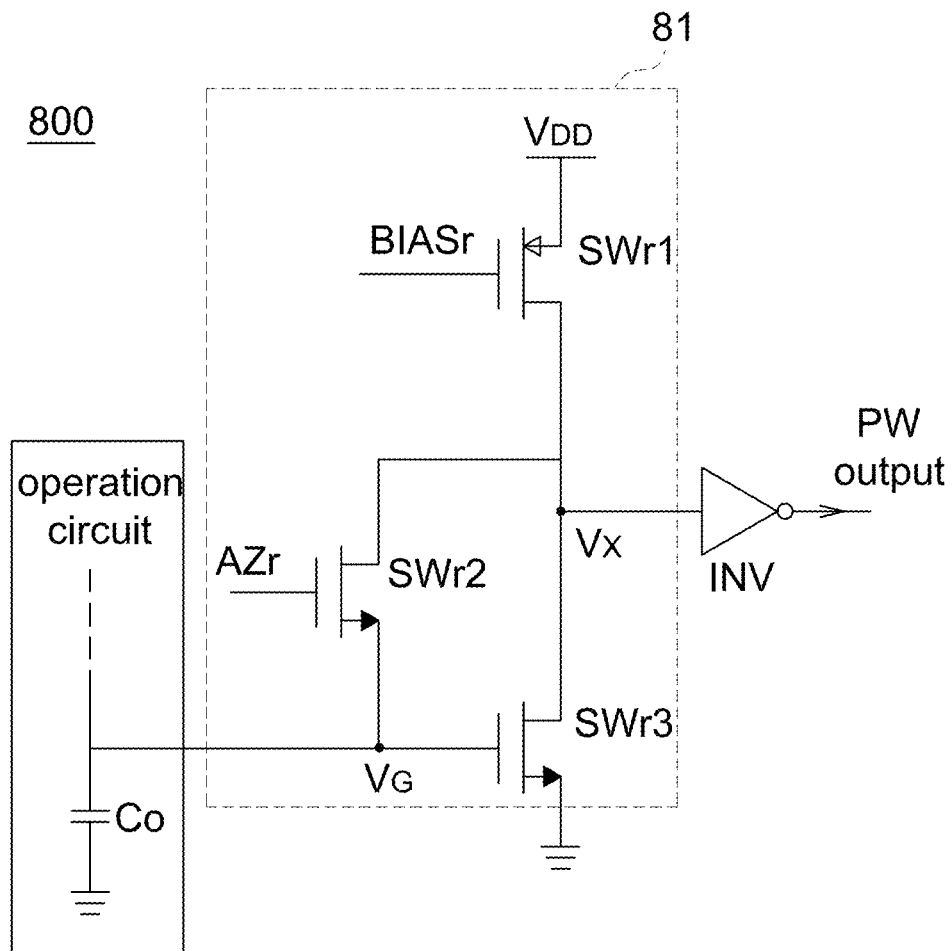 81
800
VDD
BIASr
SWr1
PW
output
operation
circuit
AZr
SWr2
VX
INV
SWr3
VG
Co